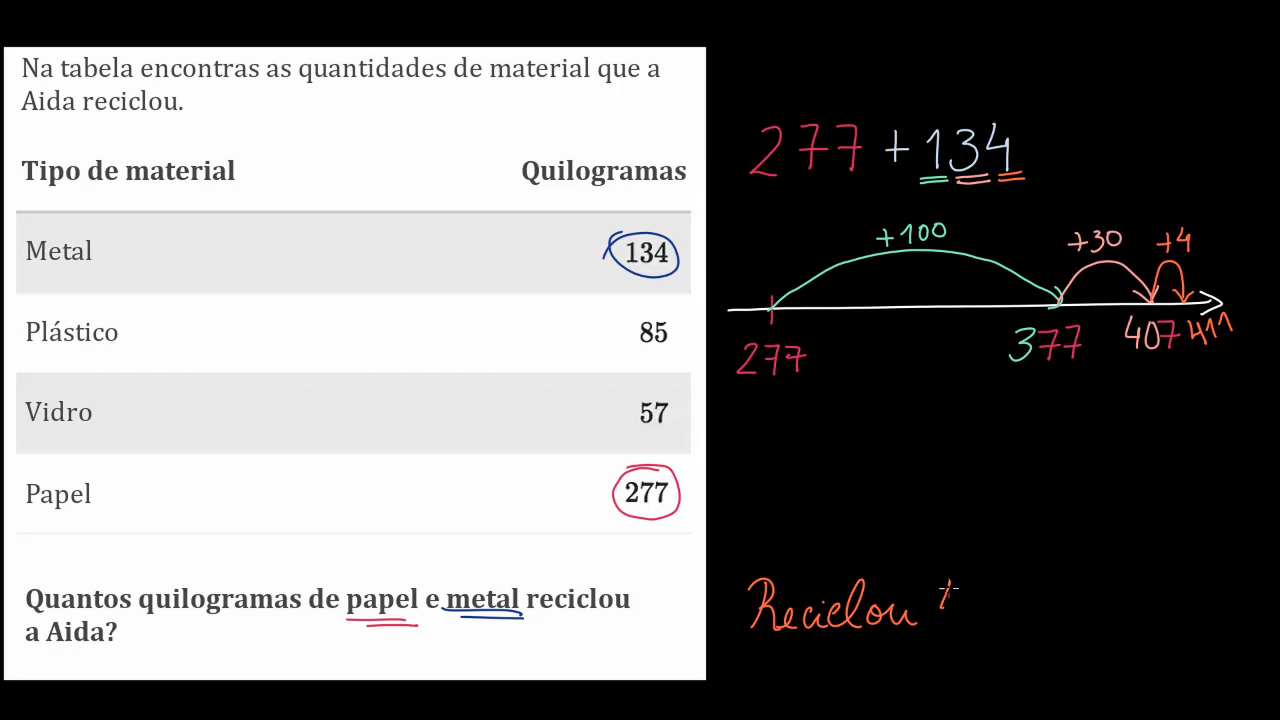 Na tabela encontras as quantidades de material que a
Aida reciclou.
Tipo de material Quilogramas
Metal 134
Plástico 85
Vidro 57
Papel 277
Quantos quilogramas de papel e metal reciclou
a Aida?
277 + 134
+100 +30 +4
277 377 407 411
Reciclou